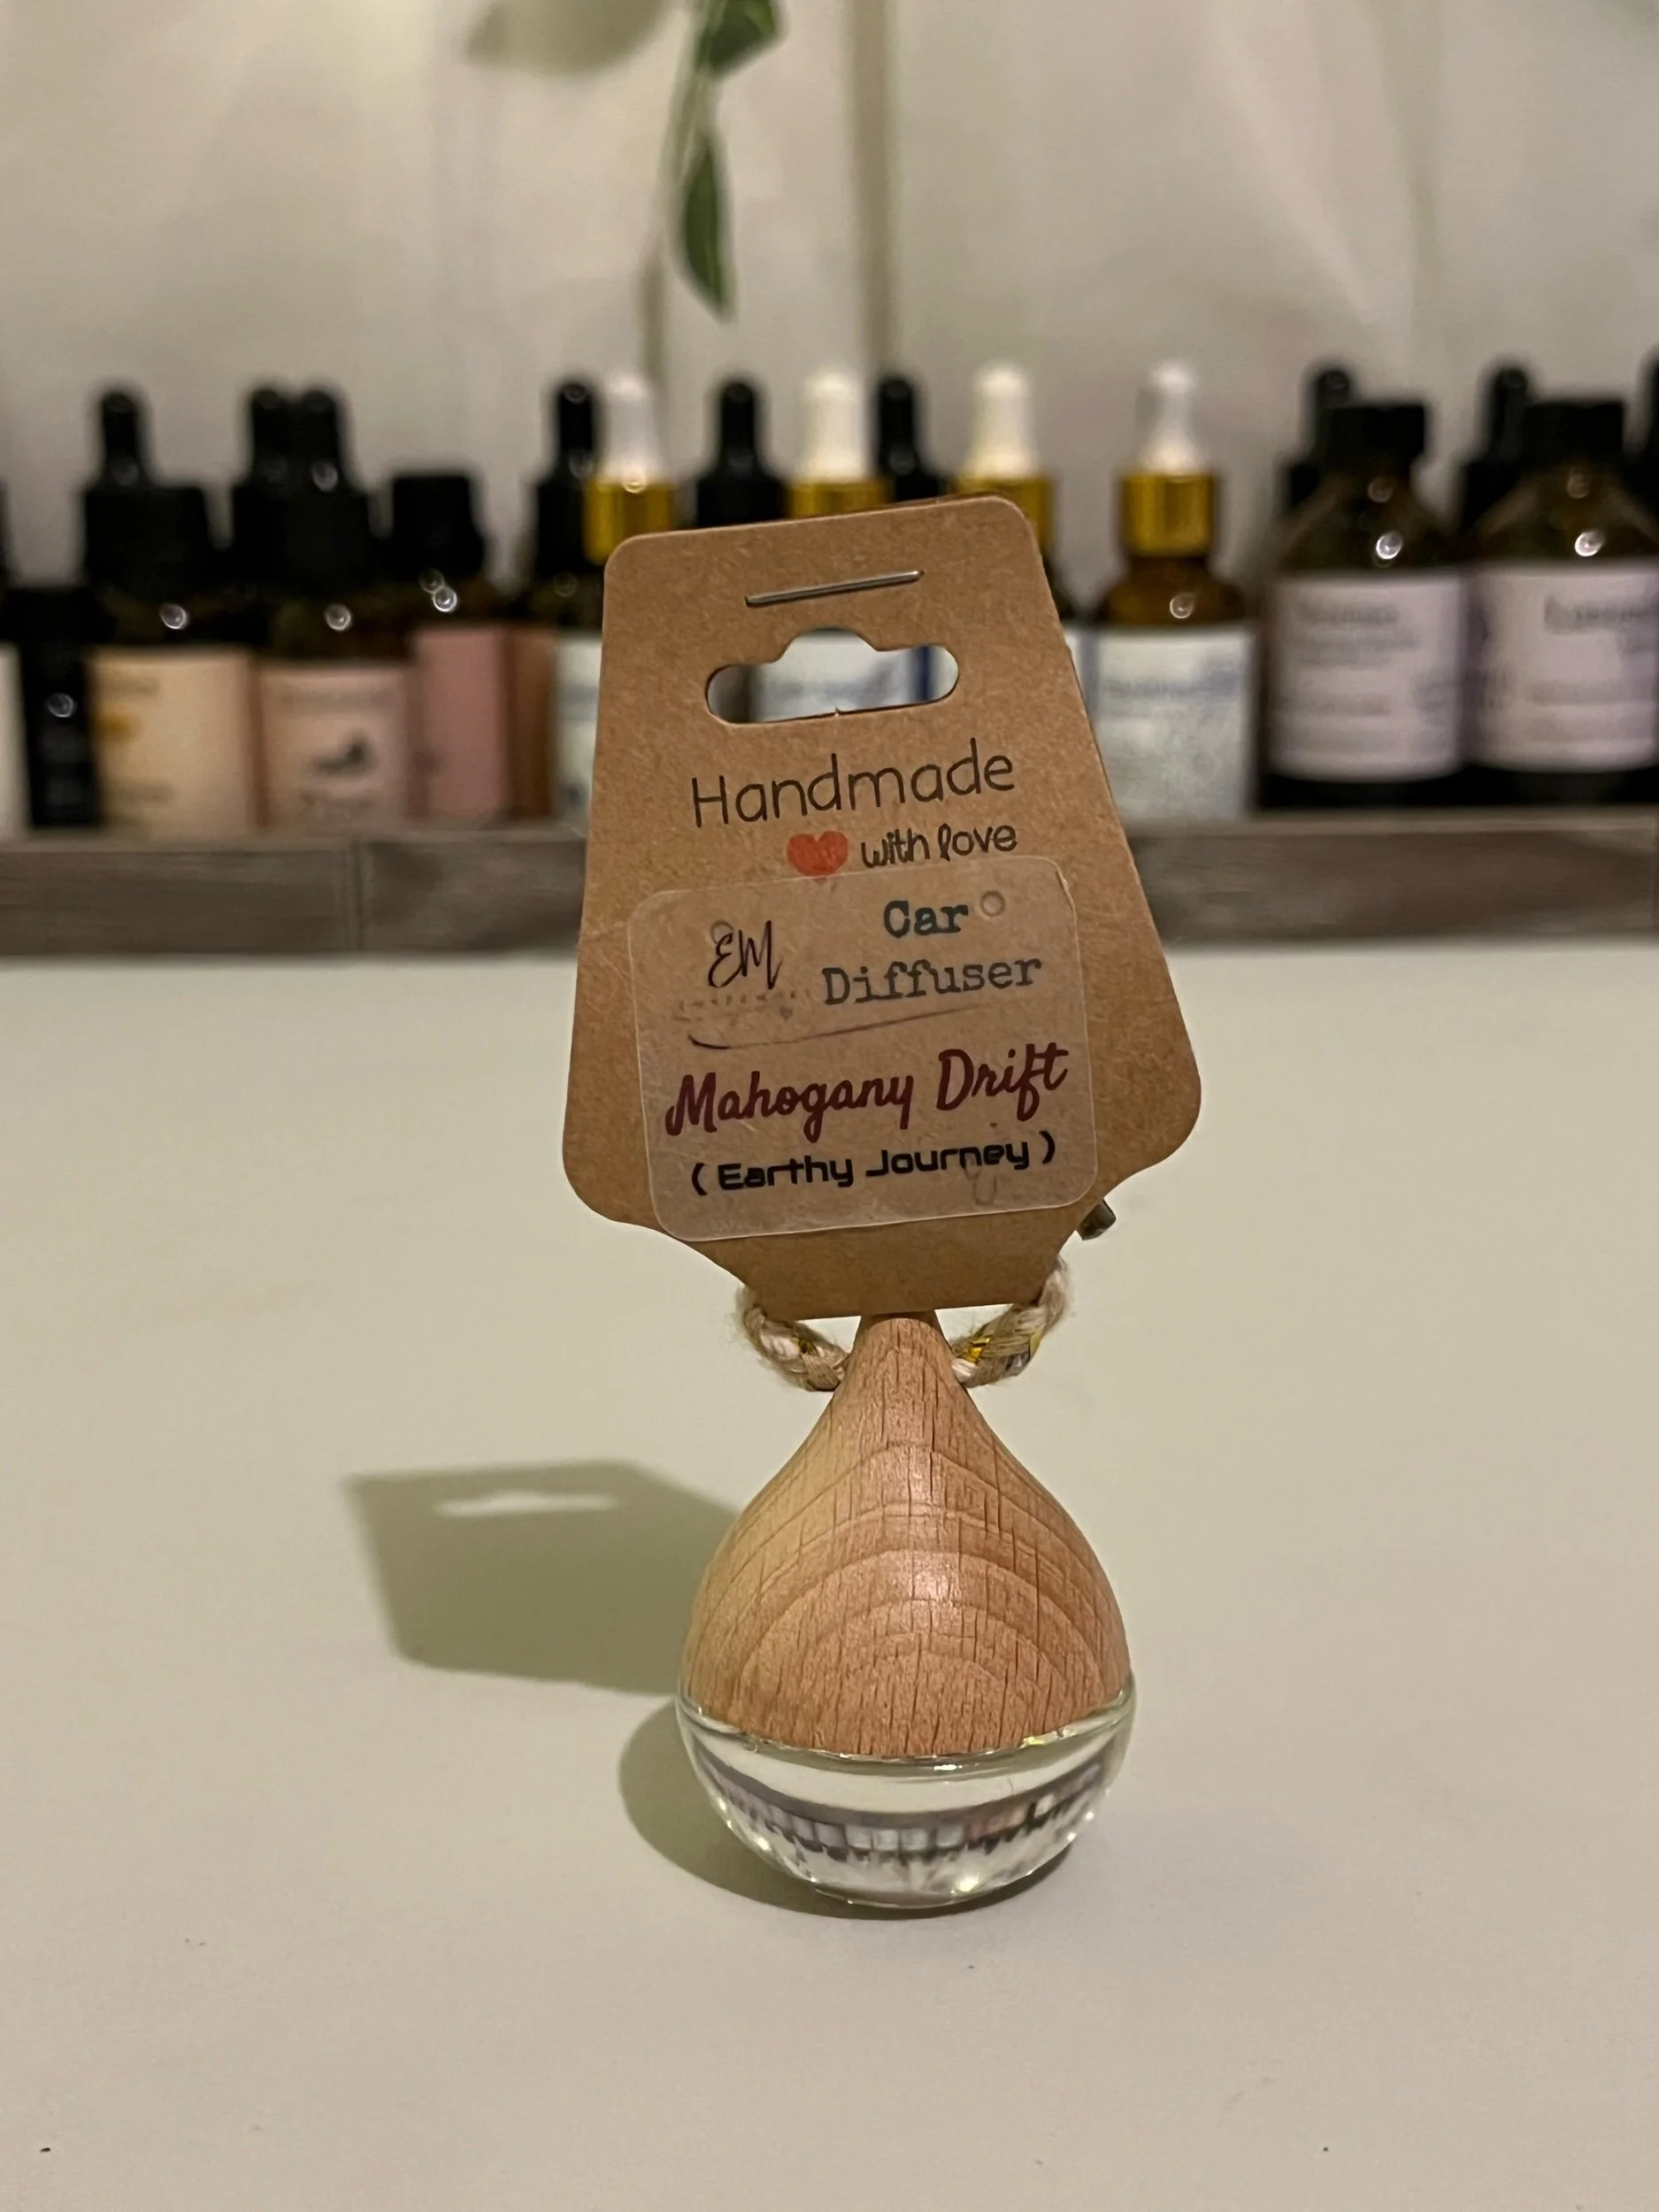 Handmade
with love
EM
Car
Diffuser
Mahogany Drift
( Earthy Journey )